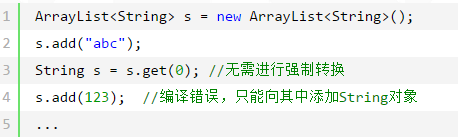 1 ArrayList<String> s = new ArrayList<String>();
2 s.add("abc");
3 String s = s.get(0); //无需进行强制转换
4 s.add(123);  //编译错误，只能向其中添加String对象
5 ...